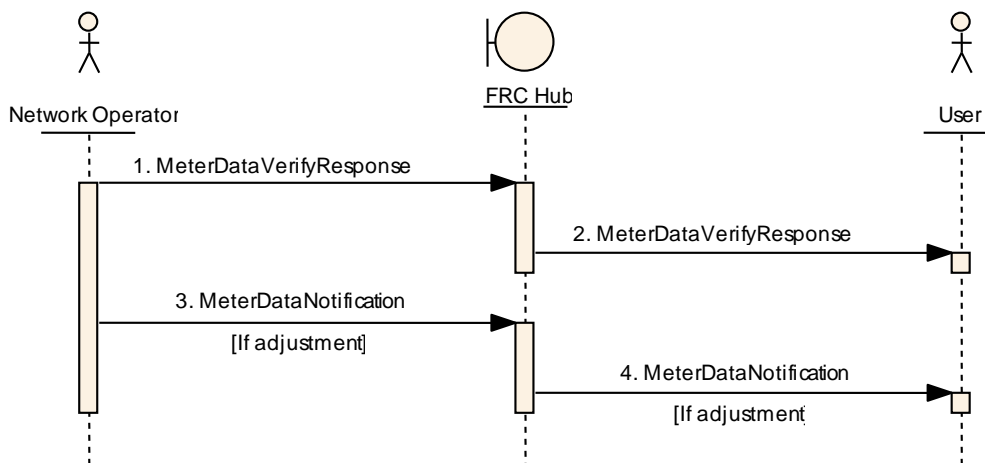 FRC Hub
Network Operator
User
1. MeterDataVerifyResponse
2. MeterDataVerifyResponse
3. MeterDataNotification
[If adjustment]
4. MeterDataNotification
[If adjustment]